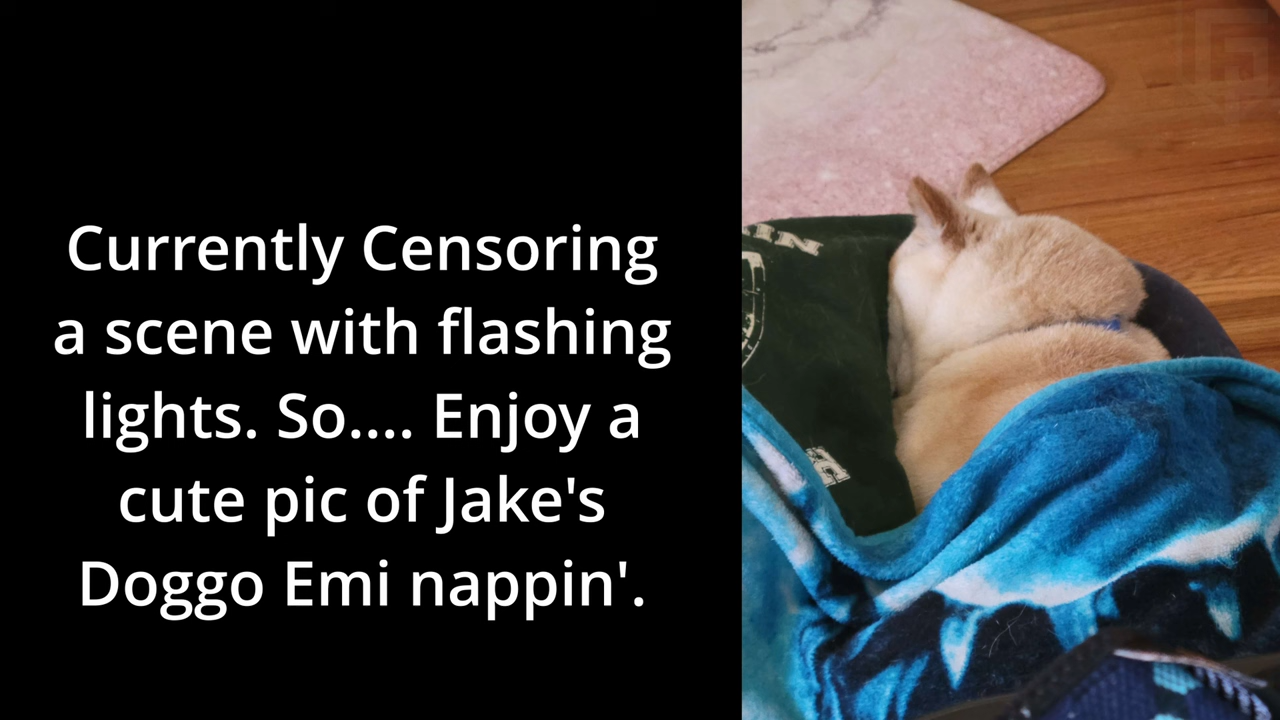 Currently Censoring
a scene with flashing
lights. So.... Enjoy a
cute pic of Jake's
Doggo Emi nappin'.